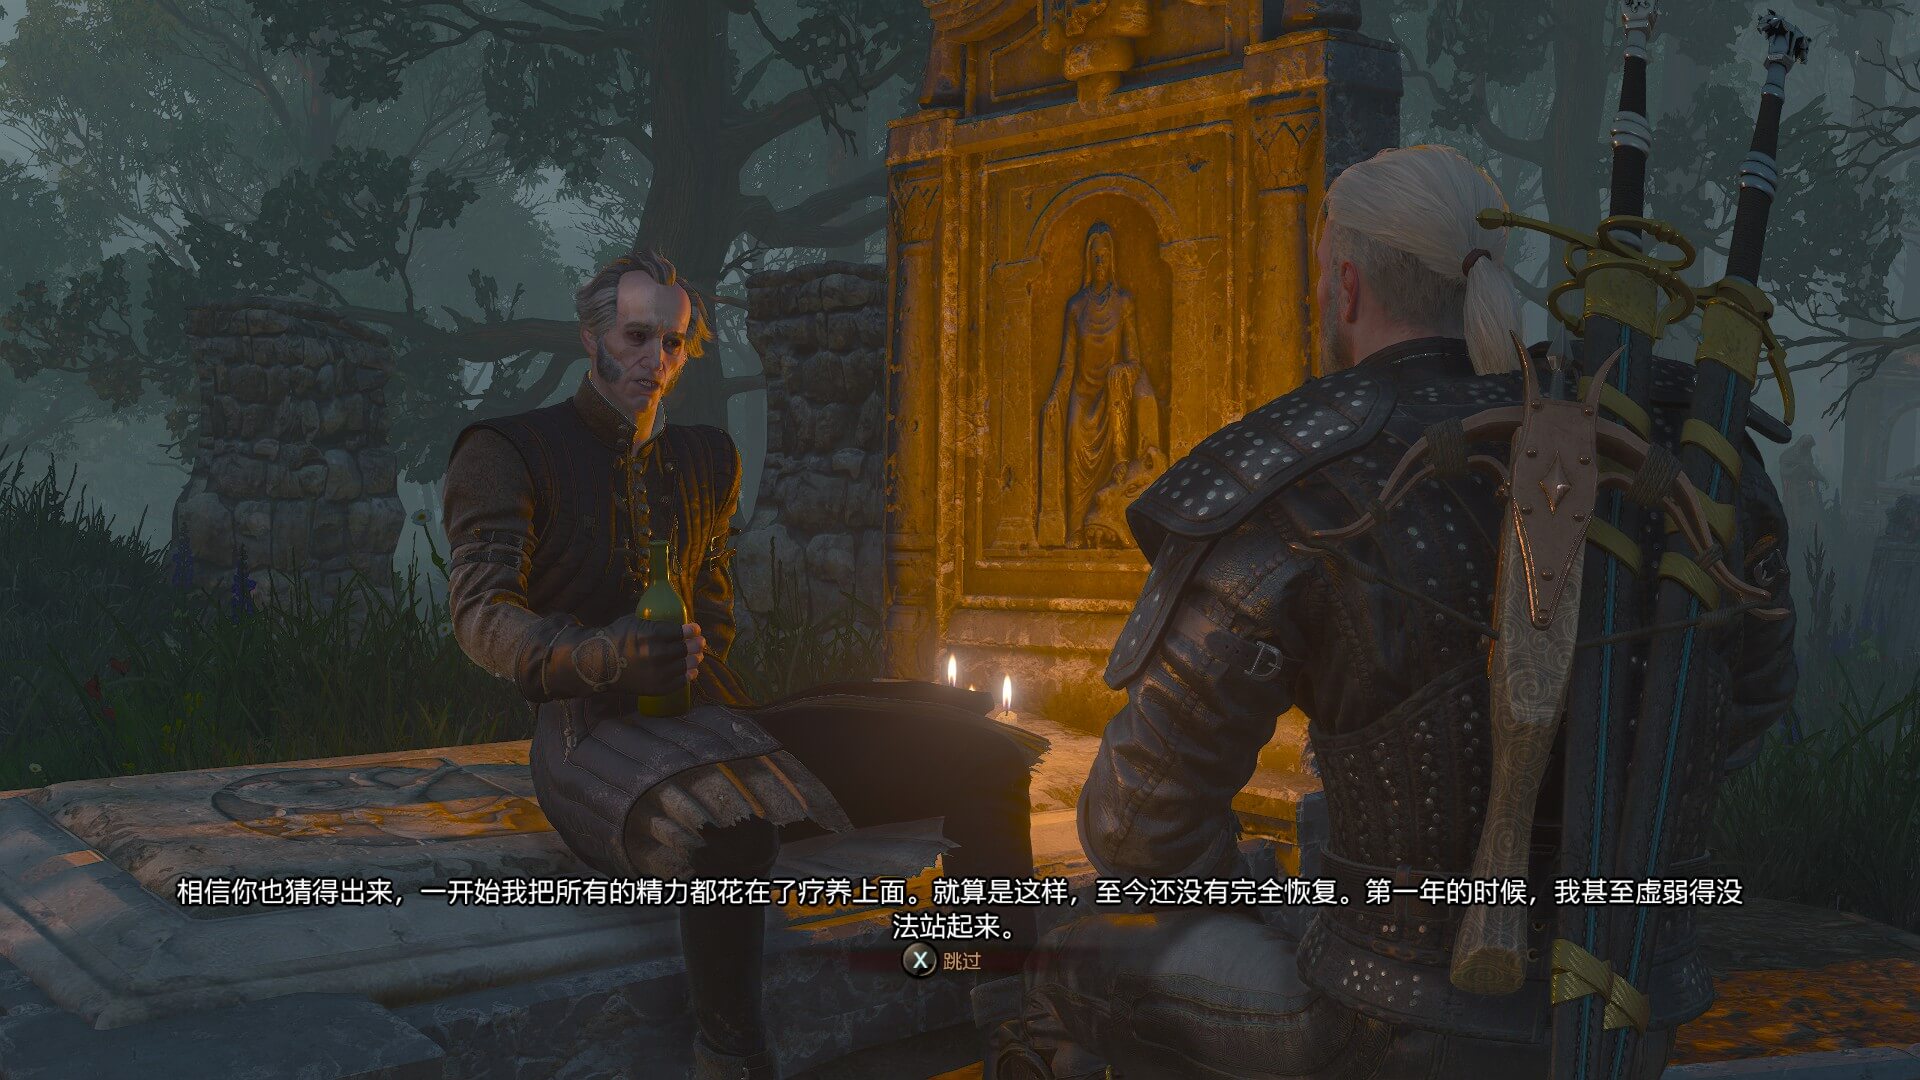 相信你也猜得出来，一开始我把所有的精力都花在了疗养上面。就算是这样，至今还没有完全恢复。第一年的时候，我甚至虚弱得没
法站起来。
X 跳过